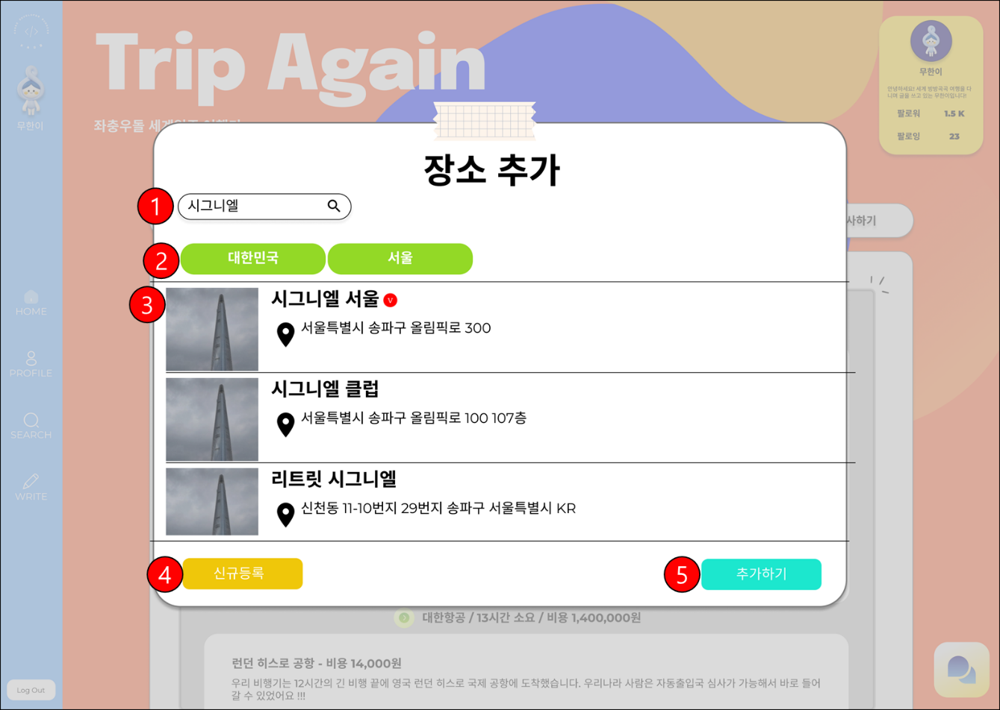 Trip Again
좌충우돌 세계일주 여행기
무한이
HOME
PROFILE
SEARCH
WRITE
Log Out
무한이
안녕하세요! 세계 방방곡곡 여행을 다
니며 글을 쓰고 있는 무한이입니다!
팔로워 1.5 K
팔로잉 23
사하기
장소 추가
1 시그니엘
2 대한민국 서울
3 시그니엘 서울 V
서울특별시 송파구 올림픽로 300
시그니엘 클럽
서울특별시 송파구 올림픽로 100 107층
리트릿 시그니엘
신천동 11-10번지 29번지 송파구 서울특별시 KR
4 신규등록
5 추가하기
대한항공 / 13시간 소요 / 비용 1,400,000원
런던 히스로 공항 - 비용 14,000원
우리 비행기는 12시간의 긴 비행 끝에 영국 런던 히스로 국제 공항에 도착했습니다. 우리나라 사람은 자동출입국 심사가 가능해서 바로 들어
갈 수 있었어요 !!!